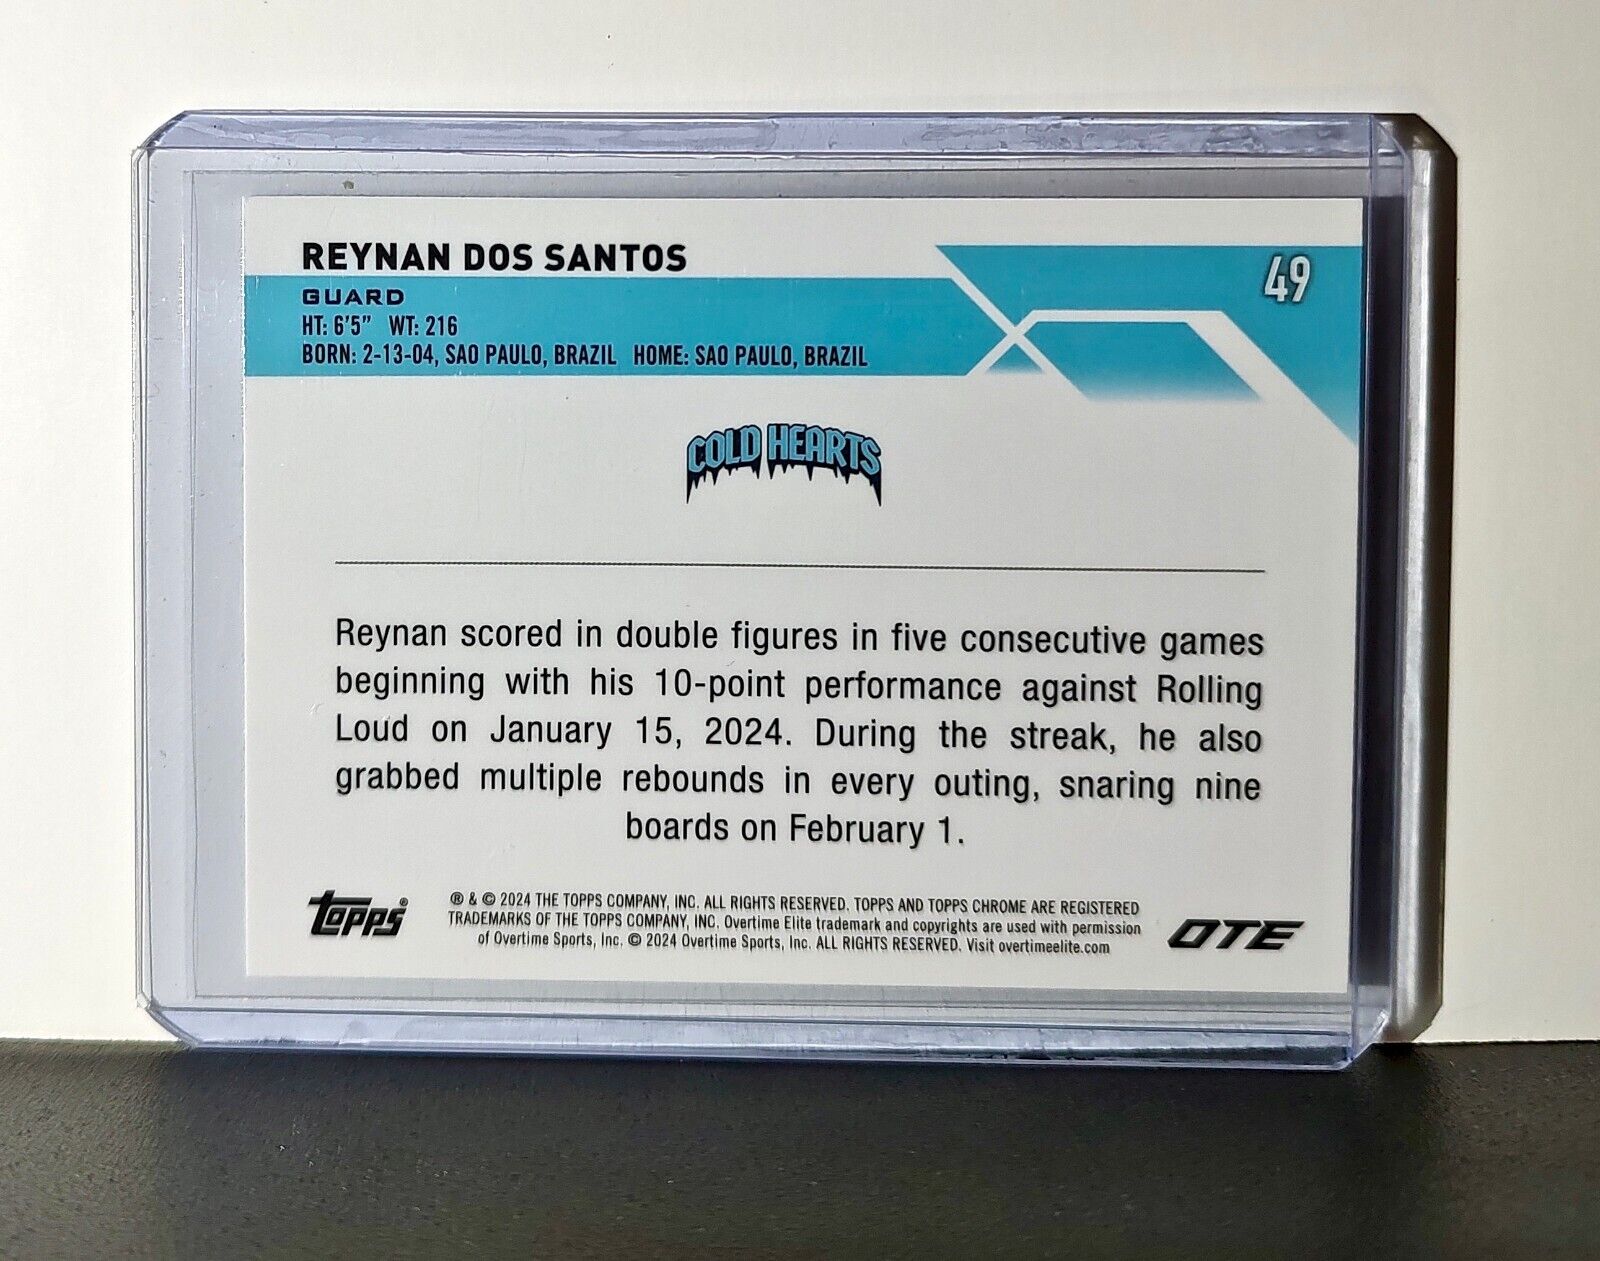 REYNAN DOS SANTOS
49
GUARD
HT: 6'5" WT: 216
BORN: 2-13-04, SAO PAULO, BRAZIL HOME: SAO PAULO, BRAZIL
COLD HEARTS
Reynan scored in double figures in five consecutive games
beginning with his 10-point performance against Rolling
Loud on January 15, 2024. During the streak, he also
grabbed multiple rebounds in every outing, snaring nine
boards on February 1.
topps®
® & © 2024 THE TOPPS COMPANY, INC. ALL RIGHTS RESERVED. TOPPS AND TOPPS CHROME ARE REGISTERED
TRADEMARKS OF THE TOPPS COMPANY, INC. Overtime Elite trademark and copyrights are used with permission
of Overtime Sports, Inc. © 2024 Overtime Sports, Inc. ALL RIGHTS RESERVED. Visit overtimeelite.com
OTE